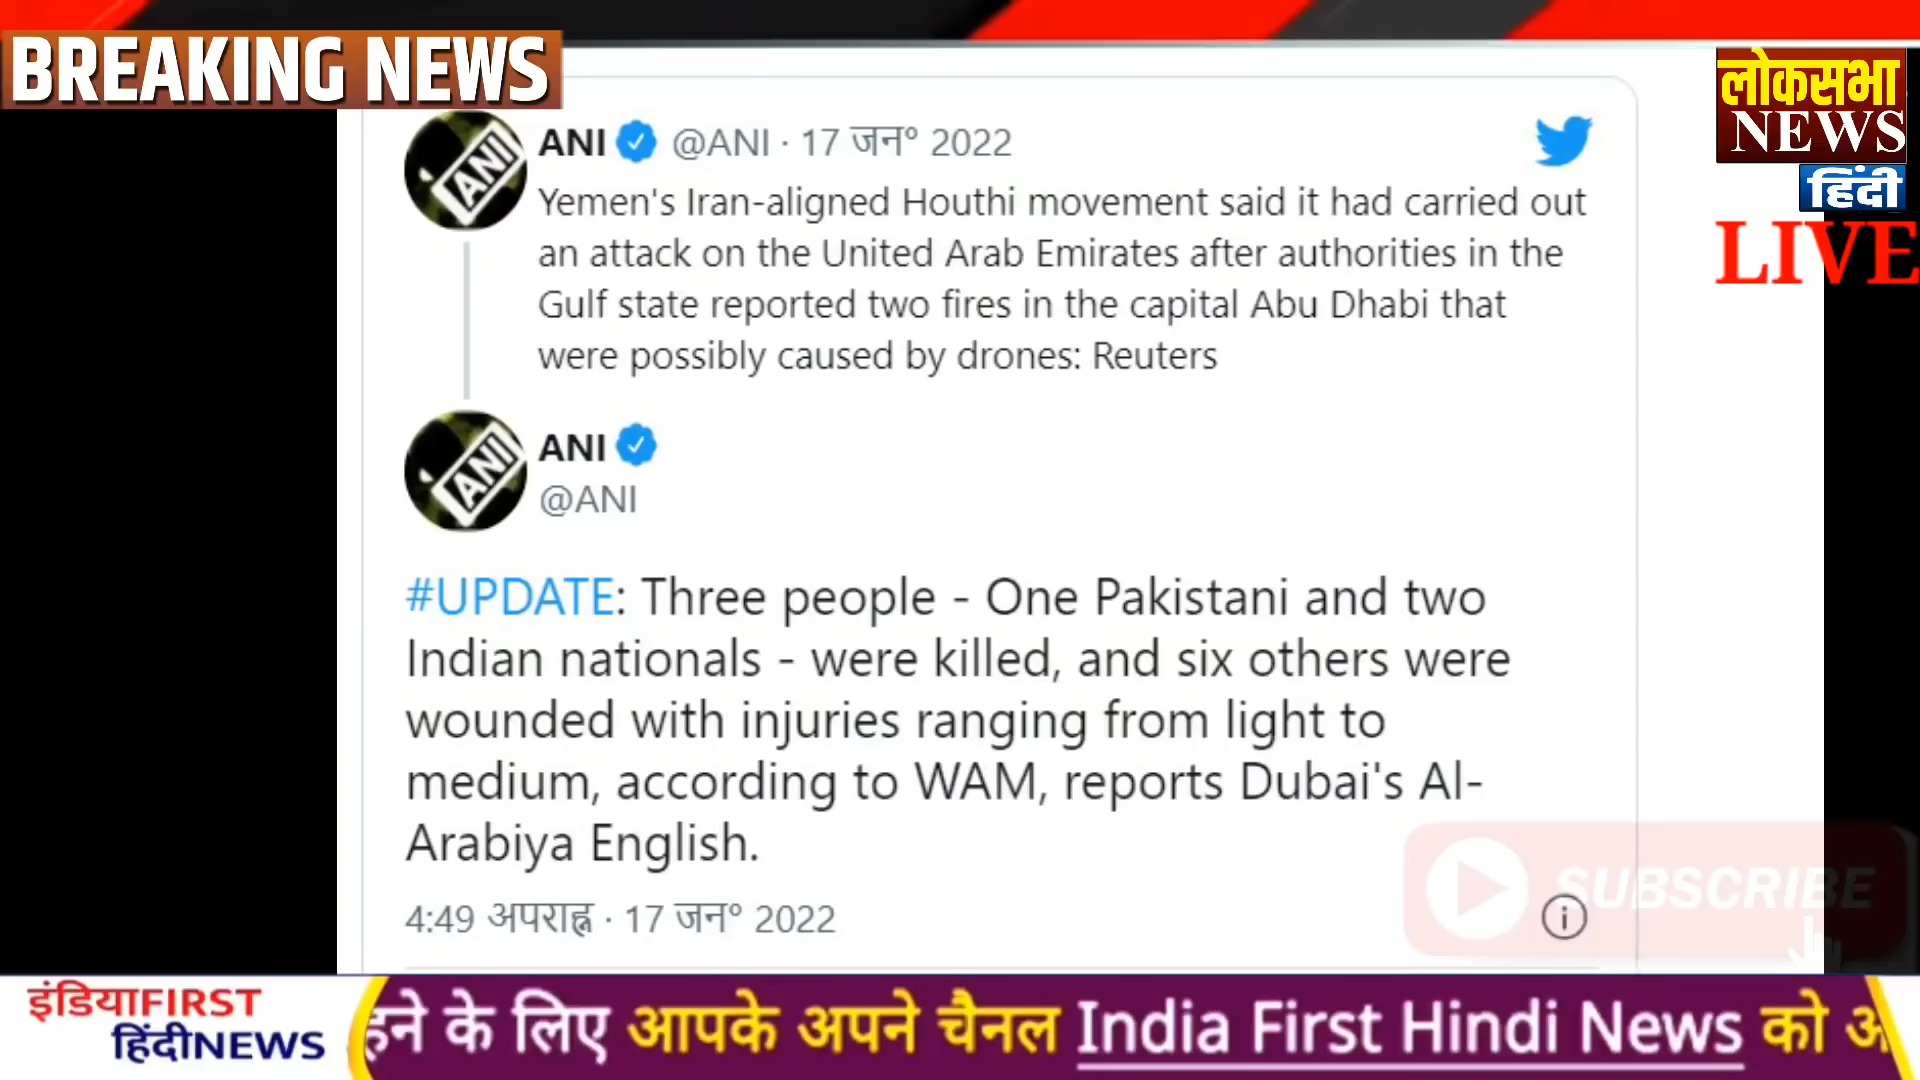 BREAKING NEWS
लोकसभा
NEWS
हिंदी
LIVE
ANI @ANI · 17 जन॰ 2022
Yemen's Iran-aligned Houthi movement said it had carried out
an attack on the United Arab Emirates after authorities in the
Gulf state reported two fires in the capital Abu Dhabi that
were possibly caused by drones: Reuters
ANI
@ANI
#UPDATE: Three people - One Pakistani and two
Indian nationals - were killed, and six others were
wounded with injuries ranging from light to
medium, according to WAM, reports Dubai's Al-
Arabiya English.
4:49 अपराह्न · 17 जन॰ 2022
SUBSCRIBE
इंडियाFIRST
हिंदीNEWS
हने के लिए आपके अपने चैनल India First Hindi News को अ
ANI
ANI